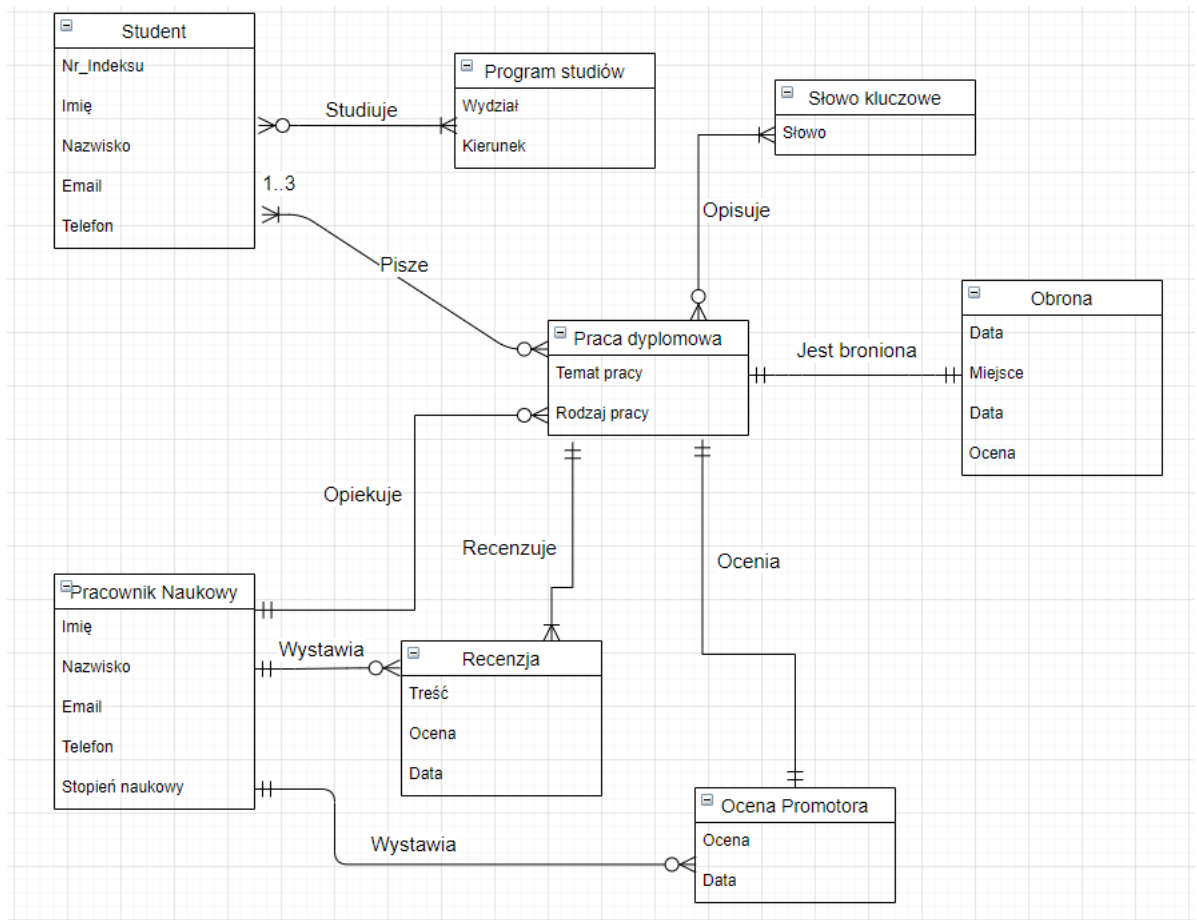 Student
Nr_Indeksu
Imię
Nazwisko
Email
Telefon
Studiuje
Program studiów
Wydział
Kierunek
Słowo kluczowe
Słowo
1..3
Pisze
Opisuje
Praca dyplomowa
Temat pracy
Rodzaj pracy
Jest broniona
Obrona
Data
Miejsce
Data
Ocena
Opiekuje
Recenzuje
Ocenia
Pracownik Naukowy
Imię
Nazwisko
Email
Telefon
Stopień naukowy
Wystawia
Recenzja
Treść
Ocena
Data
Wystawia
Ocena Promotora
Ocena
Data